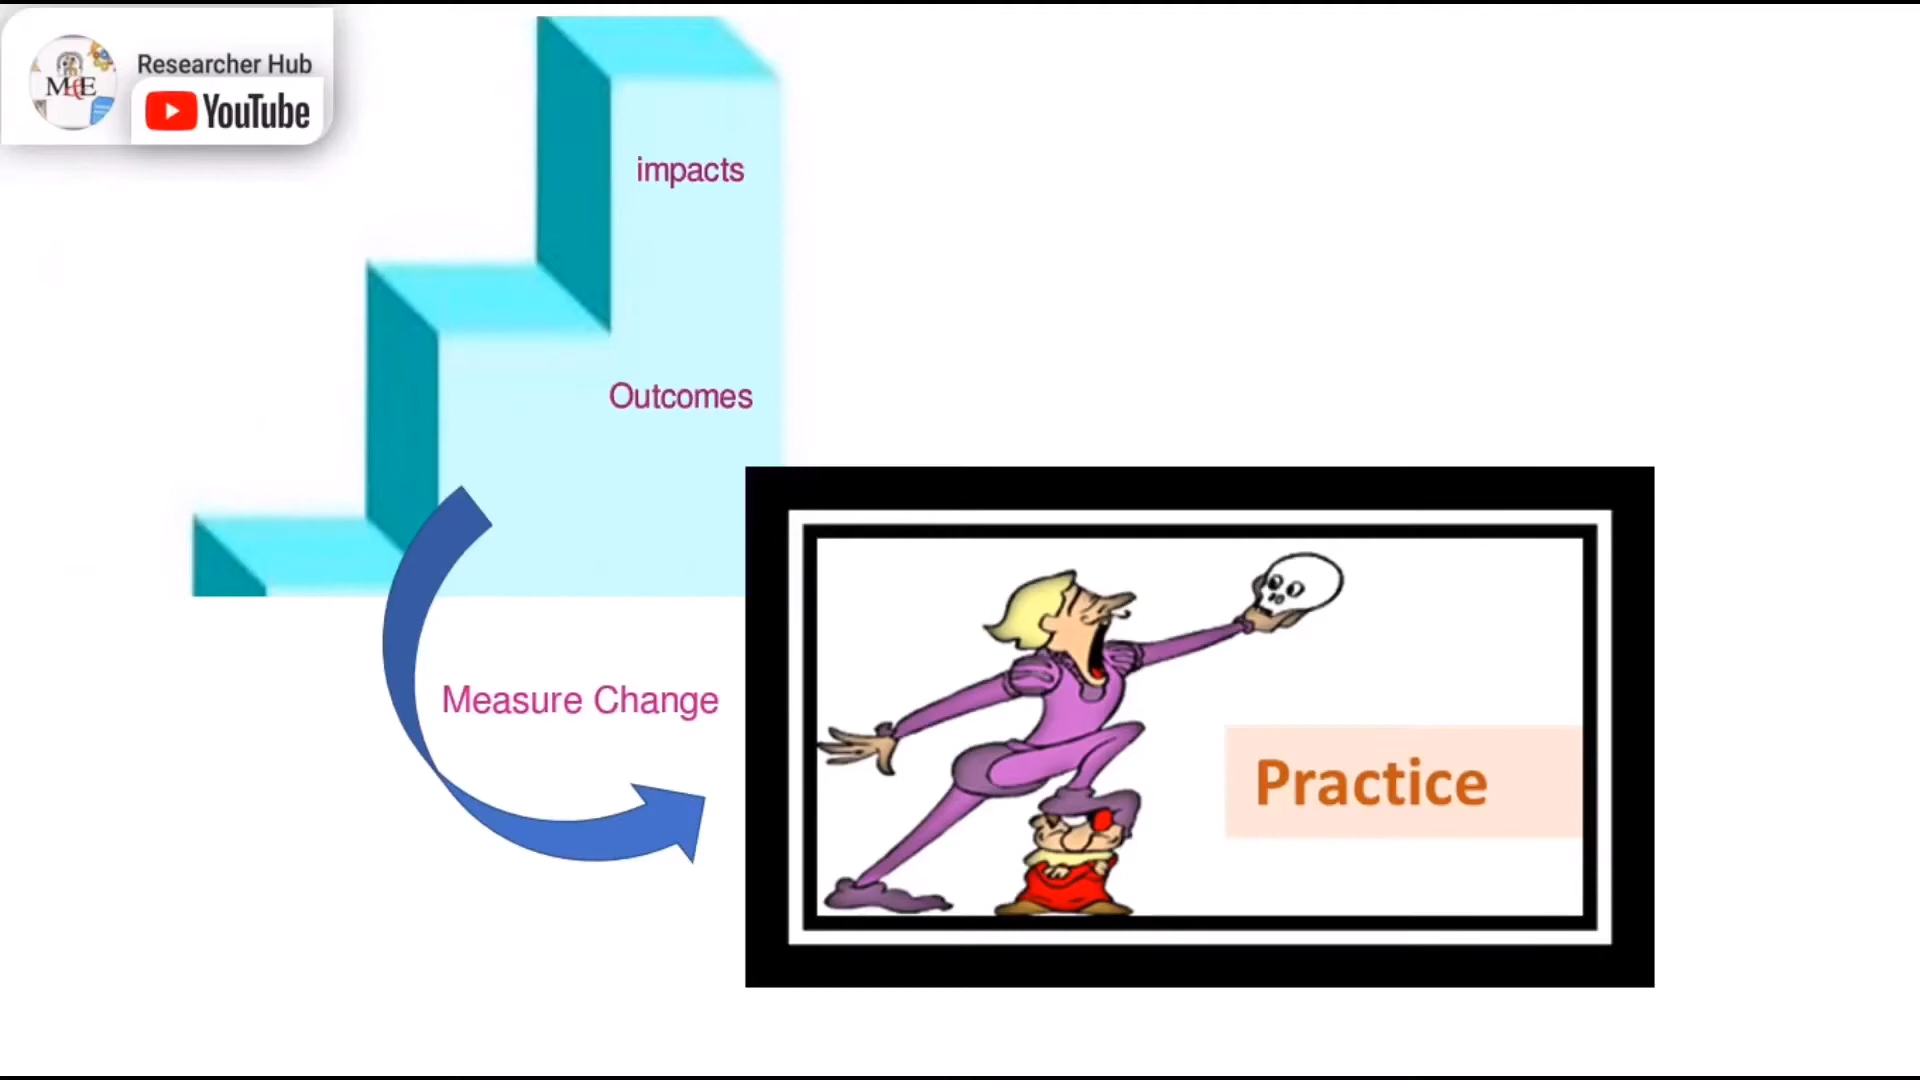 Researcher Hub
M&E
YouTube
impacts
Outcomes
Measure Change
Practice